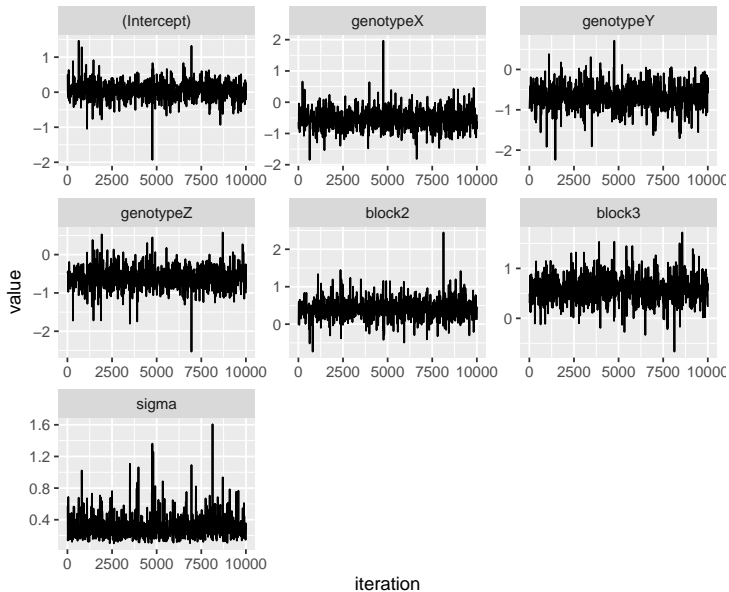 (Intercept) genotypeX genotypeY
1 0 −1 −2
2 1 0 −1 −2
0 −1 −2
0 2500 5000 7500 10000 0 2500 5000 7500 10000 0 2500 5000 7500 10000
genotypeZ block2 block3
0 −1 −2
2 1 0
1 0
0 2500 5000 7500 10000 0 2500 5000 7500 10000 0 2500 5000 7500 10000
value
sigma
1.6
1.2
0.8
0.4
0 2500 5000 7500 10000
iteration